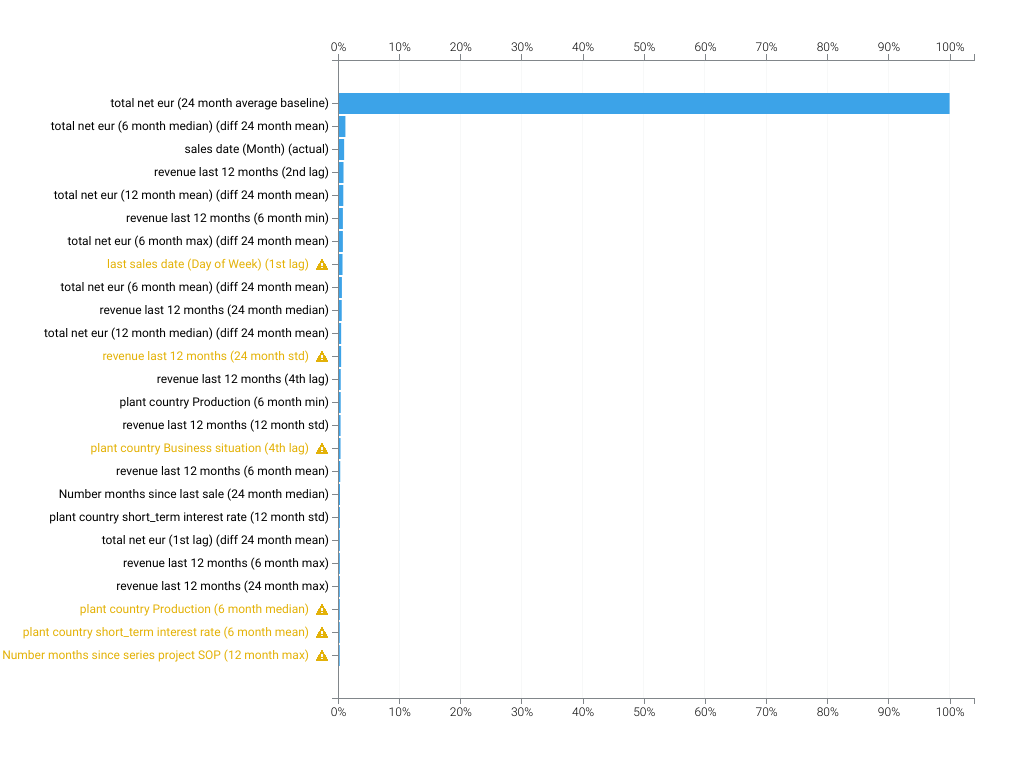 0% 10% 20% 30% 40% 50% 60% 70% 80% 90% 100%
total net eur (24 month average baseline)
total net eur (6 month median) (diff 24 month mean)
sales date (Month) (actual)
revenue last 12 months (2nd lag)
total net eur (12 month mean) (diff 24 month mean)
revenue last 12 months (6 month min)
total net eur (6 month max) (diff 24 month mean)
last sales date (Day of Week) (1st lag)
total net eur (6 month mean) (diff 24 month mean)
revenue last 12 months (24 month median)
total net eur (12 month median) (diff 24 month mean)
revenue last 12 months (24 month std)
revenue last 12 months (4th lag)
plant country Production (6 month min)
revenue last 12 months (12 month std)
plant country Business situation (4th lag)
revenue last 12 months (6 month mean)
Number months since last sale (24 month median)
plant country short_term interest rate (12 month std)
total net eur (1st lag) (diff 24 month mean)
revenue last 12 months (6 month max)
revenue last 12 months (24 month max)
plant country Production (6 month median)
plant country short_term interest rate (6 month mean)
Number months since series project SOP (12 month max)
0% 10% 20% 30% 40% 50% 60% 70% 80% 90% 100%